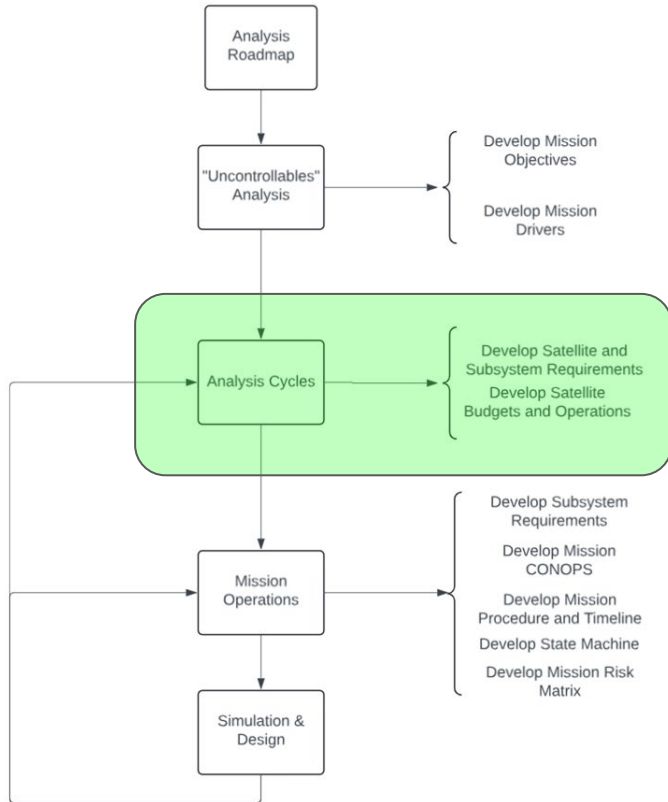 Analysis
Roadmap
"Uncontrollables"
Analysis
Develop Mission
Objectives
Develop Mission
Drivers
Analysis Cycles
Develop Satellite and
Subsystem Requirements
Develop Satellite
Budgets and Operations
Mission
Operations
Develop Subsystem
Requirements
Develop Mission
CONOPS
Develop Mission
Procedure and Timeline
Develop State Machine
Develop Mission Risk
Matrix
Simulation &
Design